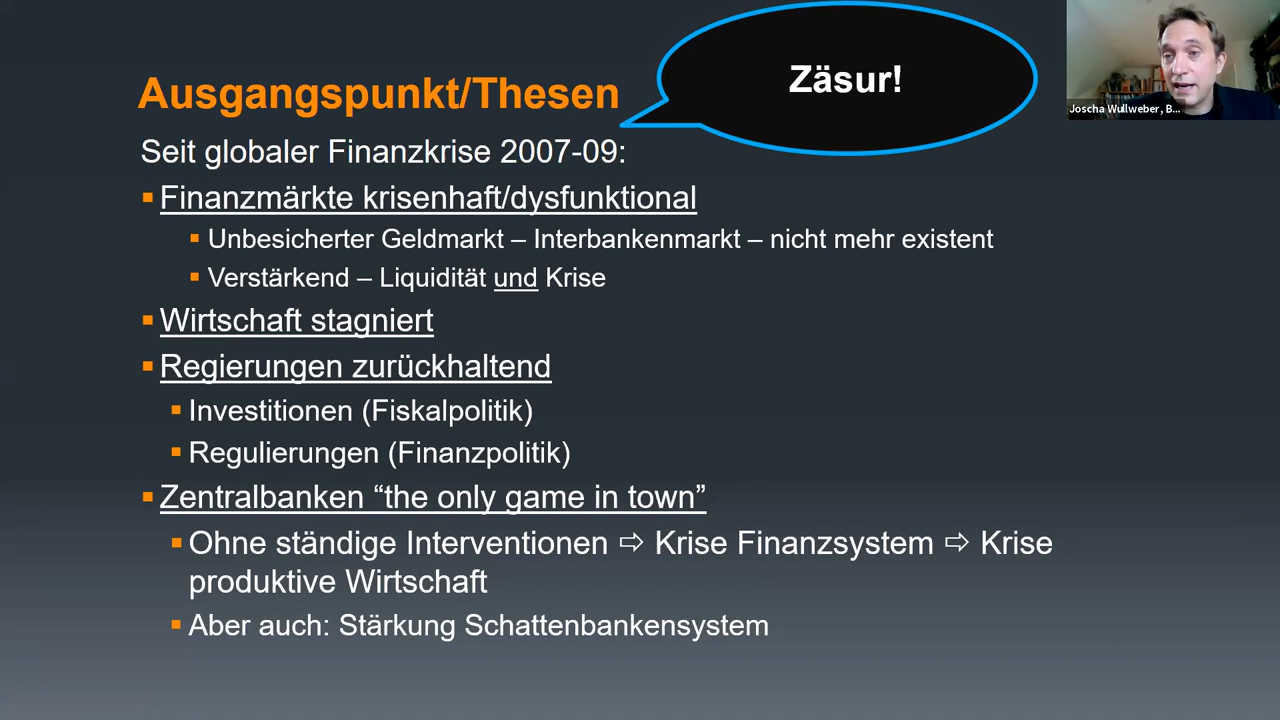 Zäsur!
Ausgangspunkt/Thesen
Joscha Wullweber, B...
Seit globaler Finanzkrise 2007-09:
Finanzmärkte krisenhaft/dysfunktional
Unbesicherter Geldmarkt – Interbankenmarkt – nicht mehr existent
Verstärkend – Liquidität und Krise
Wirtschaft stagniert
Regierungen zurückhaltend
Investitionen (Fiskalpolitik)
Regulierungen (Finanzpolitik)
Zentralbanken “the only game in town”
Ohne ständige Interventionen ⇨ Krise Finanzsystem ⇨ Krise
produktive Wirtschaft
Aber auch: Stärkung Schattenbankensystem